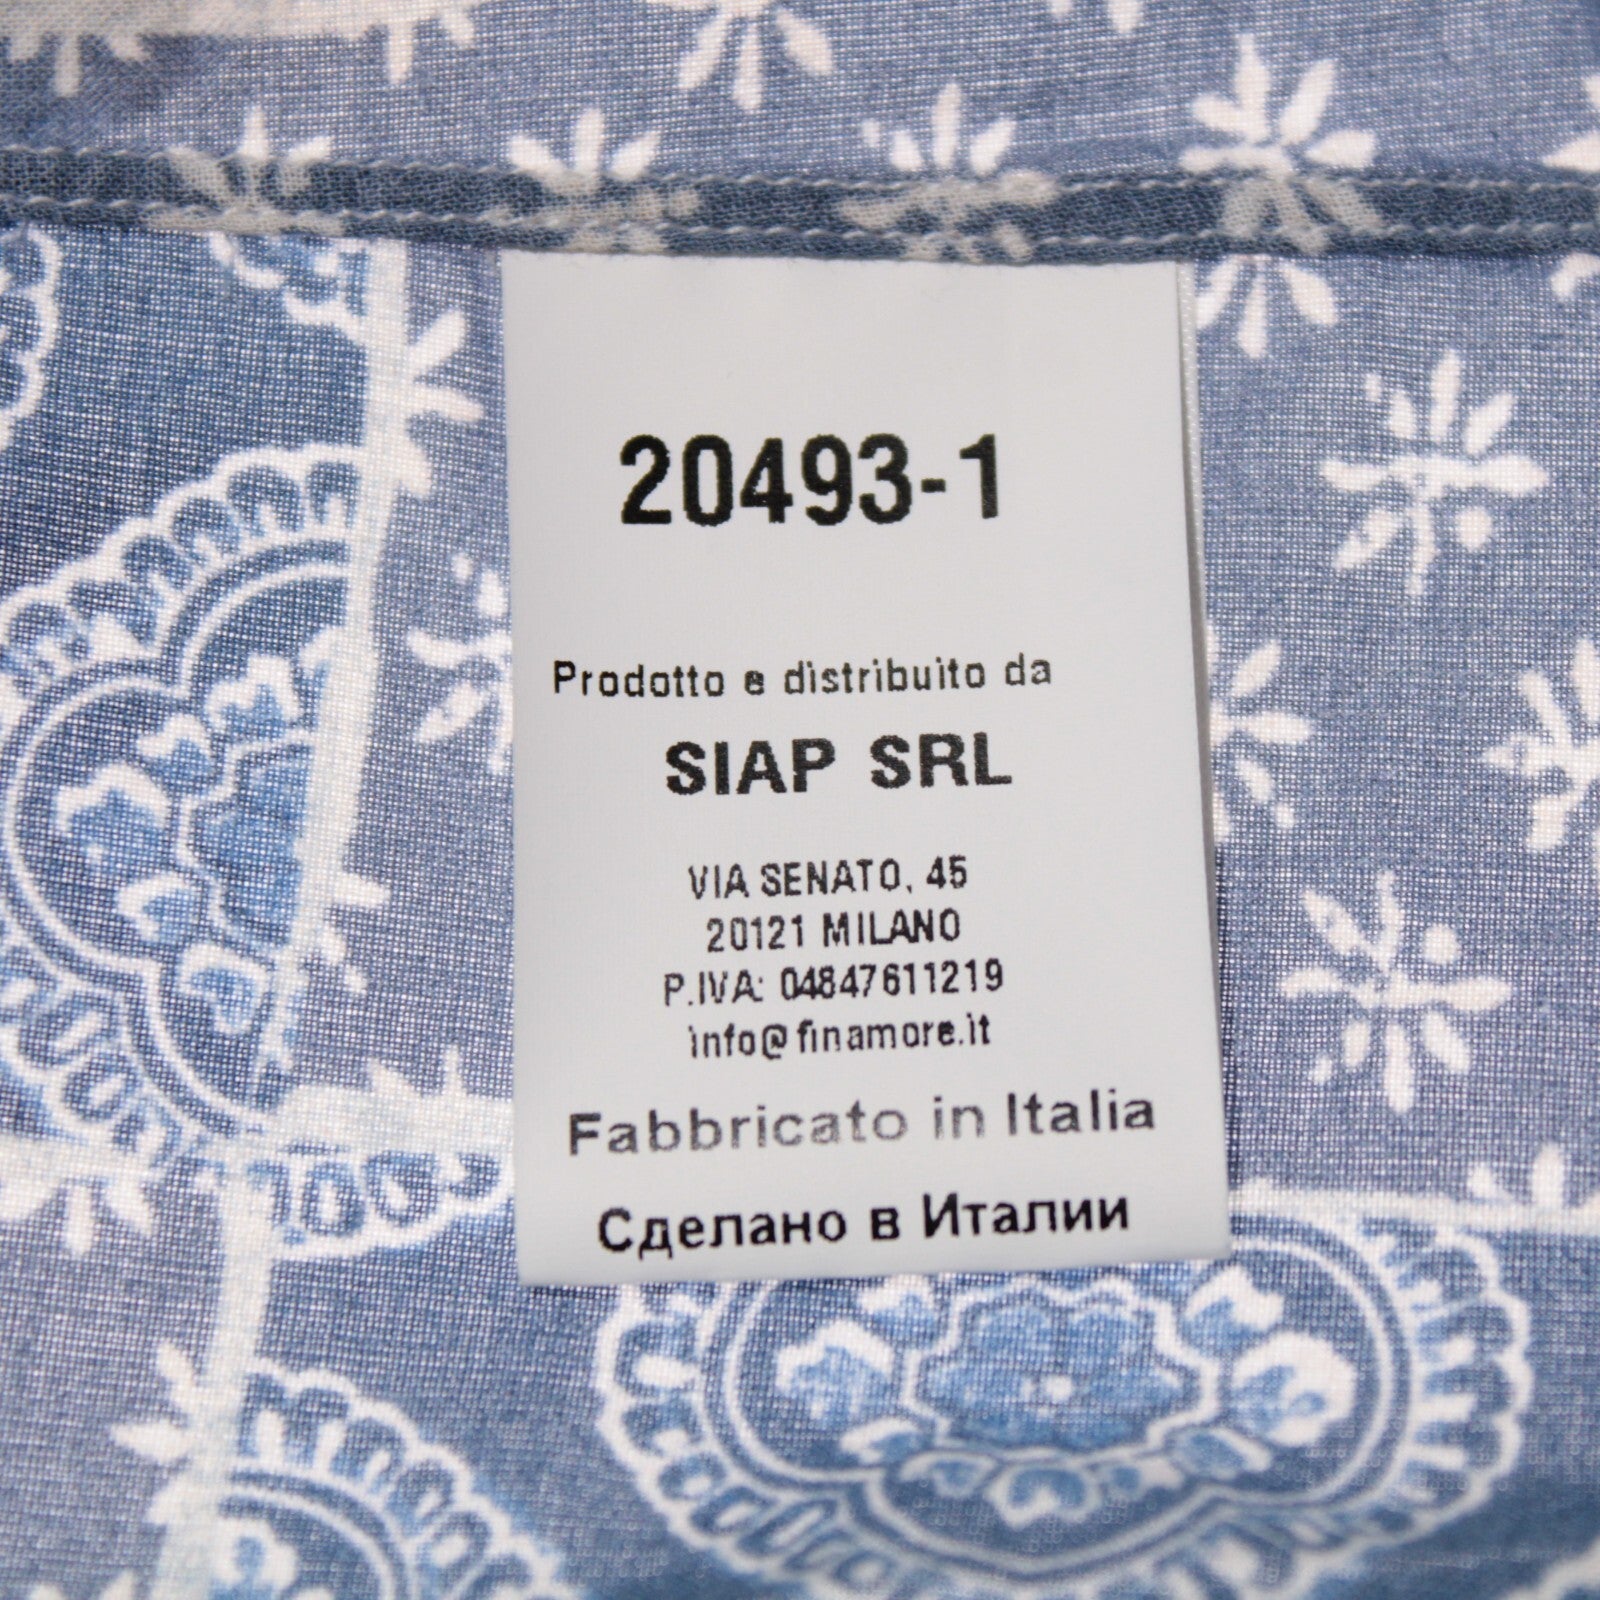 20493-1
Prodotto e distribuito da
SIAP SRL
VIA SENATO, 45
20121 MILANO
P.IVA: 04847611219
info@finamore.it
Fabbricato in Italia
Сделано в Италии